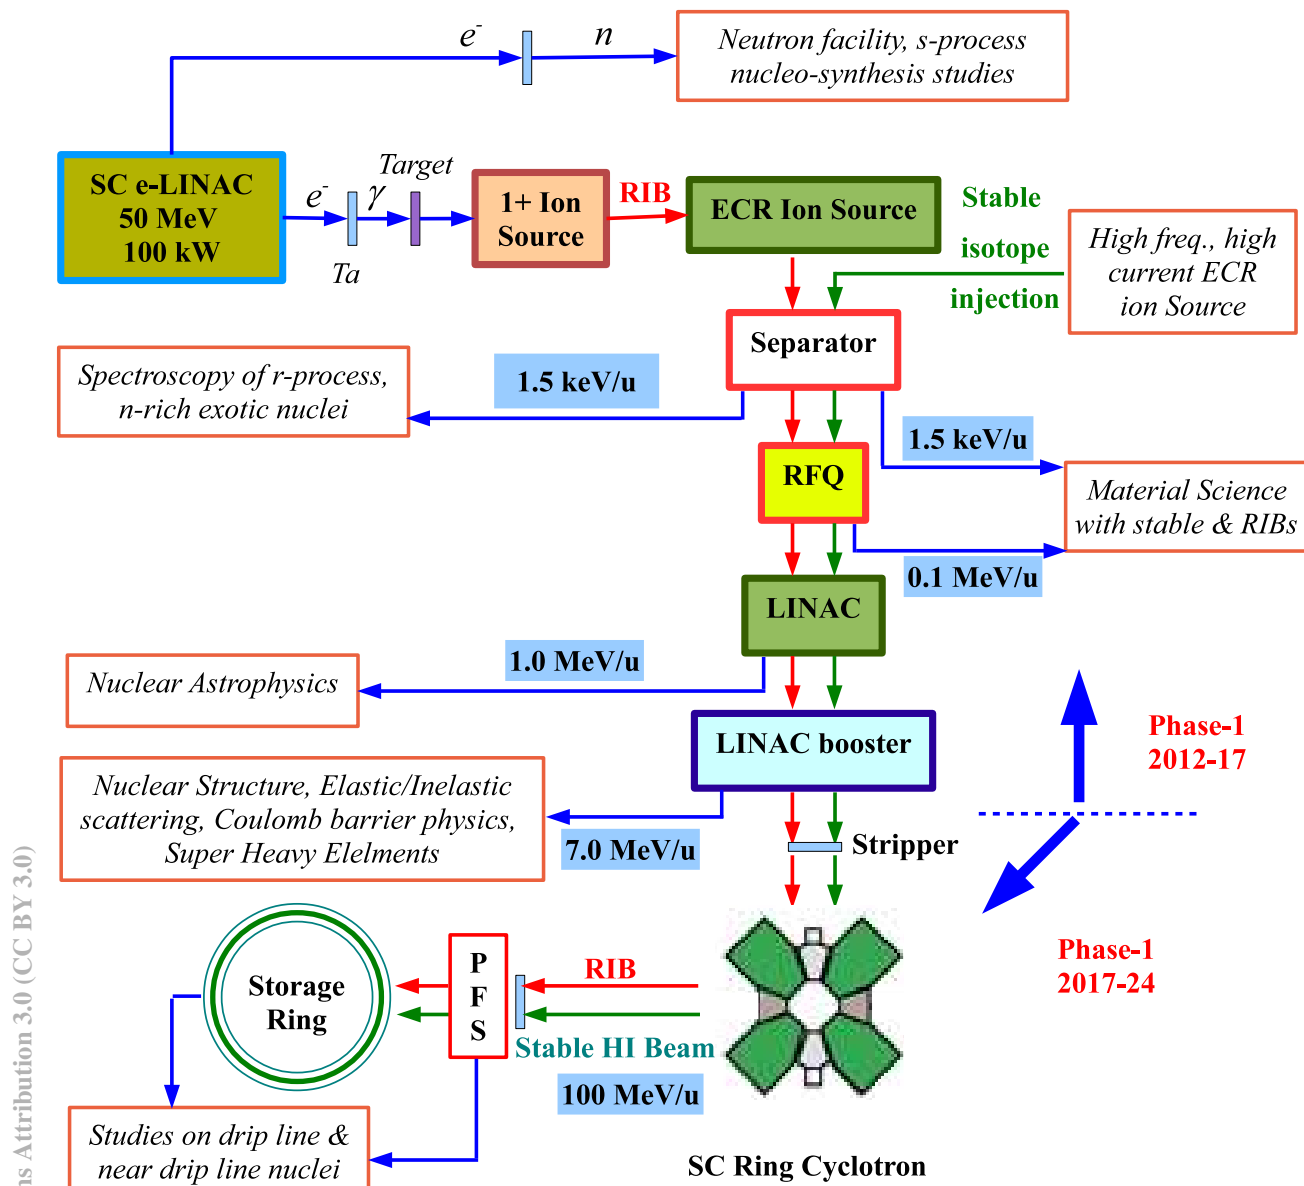 e⁻
n
Neutron facility, s-process
nucleo-synthesis studies
SC e-LINAC
50 MeV
100 kW
e⁻
γ
Target
Ta
1+ Ion
Source
RIB
ECR Ion Source
Stable
isotope
injection
High freq., high
current ECR
ion Source
Separator
Spectroscopy of r-process,
n-rich exotic nuclei
1.5 keV/u
1.5 keV/u
RFQ
Material Science
with stable & RIBs
0.1 MeV/u
LINAC
1.0 MeV/u
Nuclear Astrophysics
LINAC booster
Phase-1
2012-17
Nuclear Structure, Elastic/Inelastic
scattering, Coulomb barrier physics,
Super Heavy Elelments
7.0 MeV/u
Stripper
Phase-1
2017-24
Storage
Ring
P
F
S
RIB
Stable HI Beam
100 MeV/u
Studies on drip line &
near drip line nuclei
SC Ring Cyclotron
ns Attribution 3.0 (CC BY 3.0)